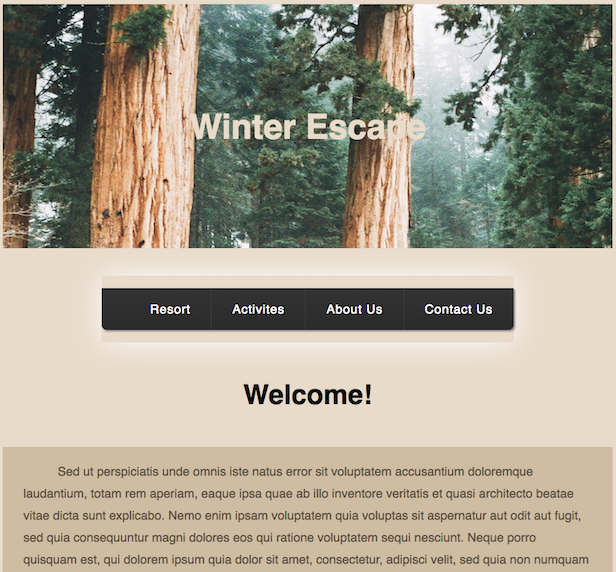 Winter Escape
Resort Activites About Us Contact Us
Welcome!
Sed ut perspiciatis unde omnis iste natus error sit voluptatem accusantium doloremque
laudantium, totam rem aperiam, eaque ipsa quae ab illo inventore veritatis et quasi architecto beatae
vitae dicta sunt explicabo. Nemo enim ipsam voluptatem quia voluptas sit aspernatur aut odit aut fugit,
sed quia consequuntur magni dolores eos qui ratione voluptatem sequi nesciunt. Neque porro
quisquam est, qui dolorem ipsum quia dolor sit amet, consectetur, adipisci velit, sed quia non numquam